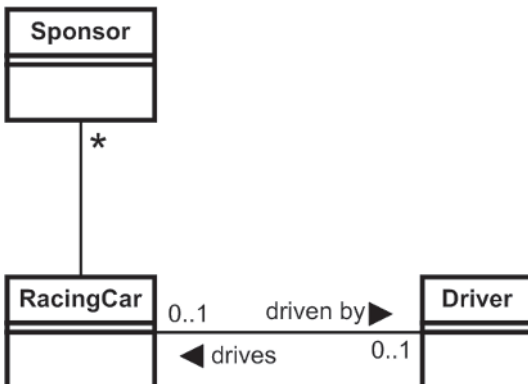 Sponsor
*
RacingCar
0..1
driven by ▶
Driver
◀ drives
0..1